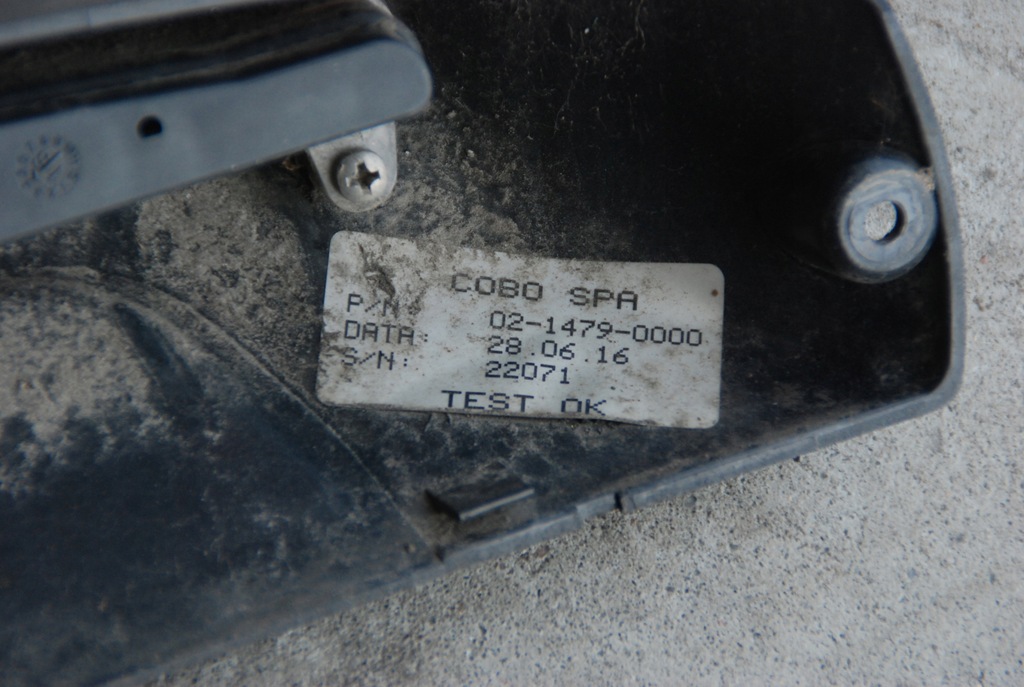 COBO SPA
P/N 02-1479-0000
DATA: 28.06.16
S/N: 22071
TEST OK